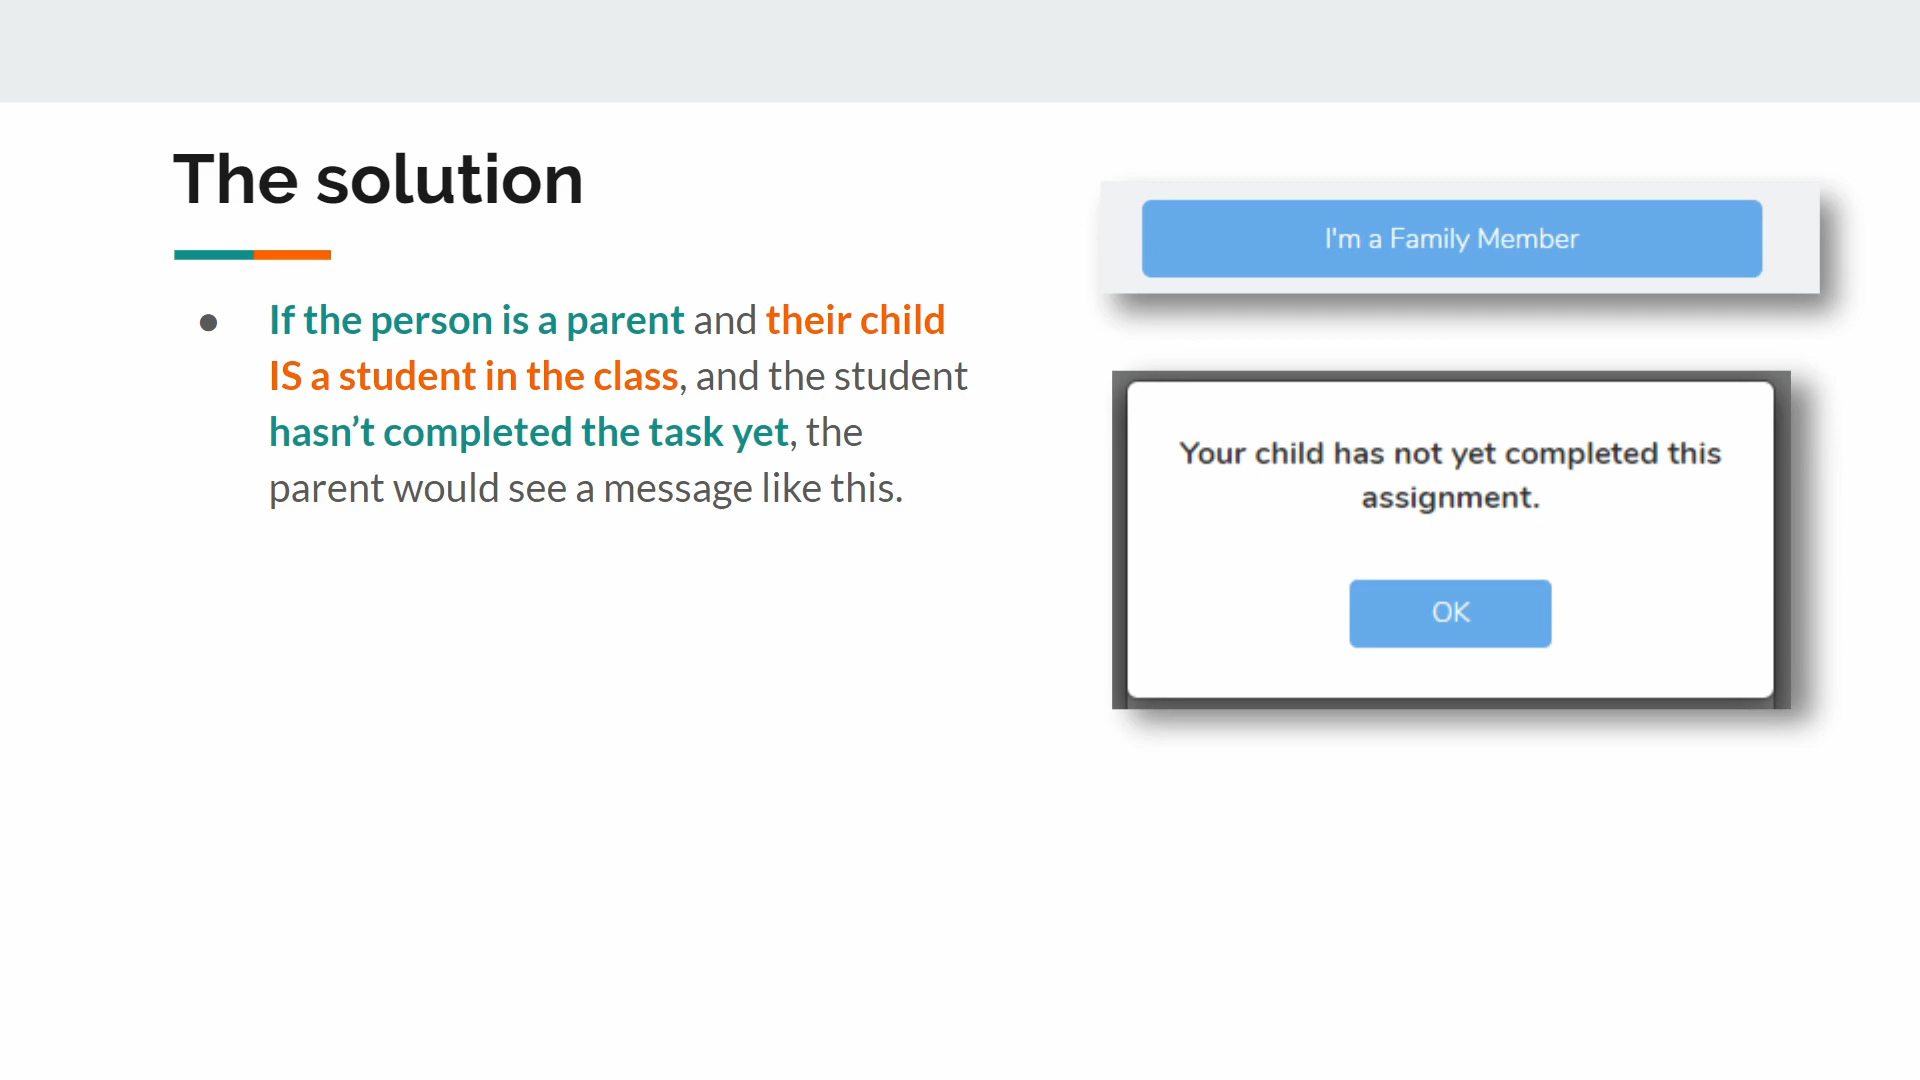 The solution
● If the person is a parent and their child
IS a student in the class, and the student
hasn’t completed the task yet, the
parent would see a message like this.
I'm a Family Member
Your child has not yet completed this
assignment.
OK